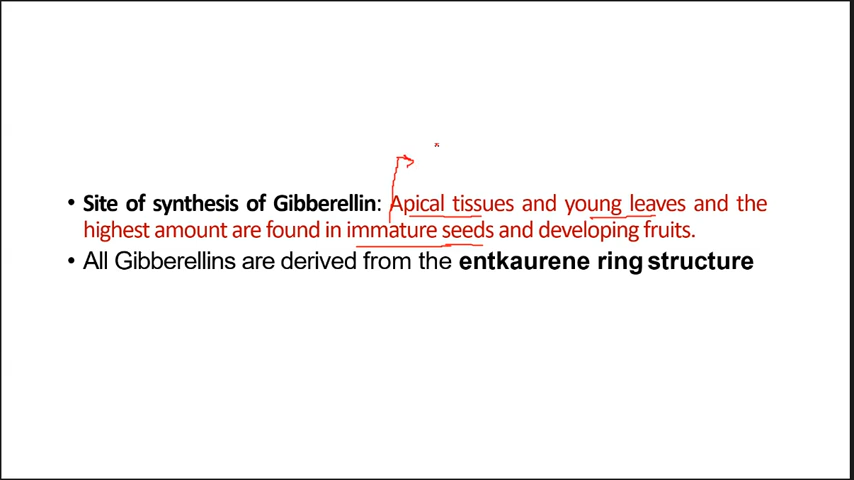 • Site of synthesis of Gibberellin: Apical tissues and young leaves and the
highest amount are found in immature seeds and developing fruits.
• All Gibberellins are derived from the entkaurene ring structure